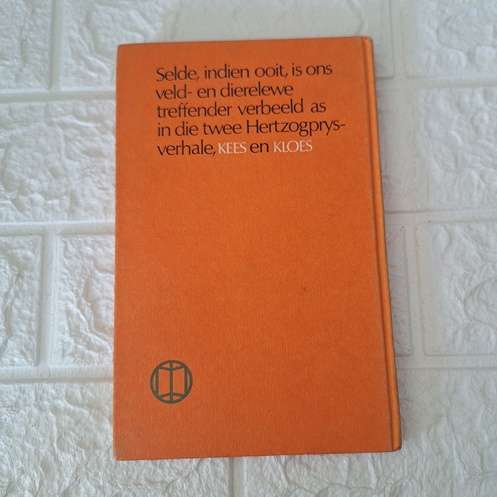 Selde, indien ooit, is ons
veld- en dierelewe
treffender verbeeld as
in die twee Hertzogprys-
verhale, KEES en KLOES